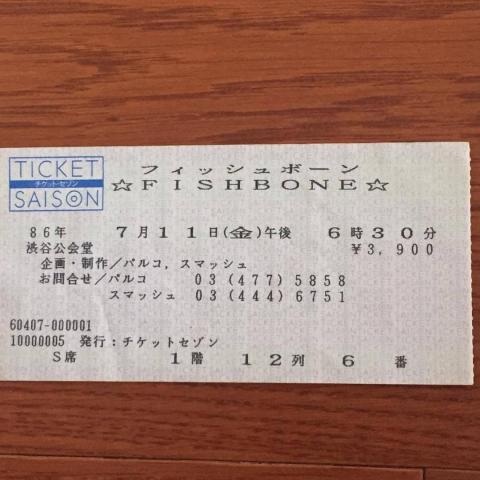 TICKET
チケット・セゾン
SAISON
フィッシュボーン
☆FISHBONE☆
86年 7月11日(金)午後 6時30分
渋谷公会堂 ¥3,900
企画・制作/パルコ，スマッシュ
お問合せ/パルコ 03(477)5858
スマッシュ 03(444)6751
60407-000001
10000005 発行：チケットセゾン
S席 1階 12列 6番